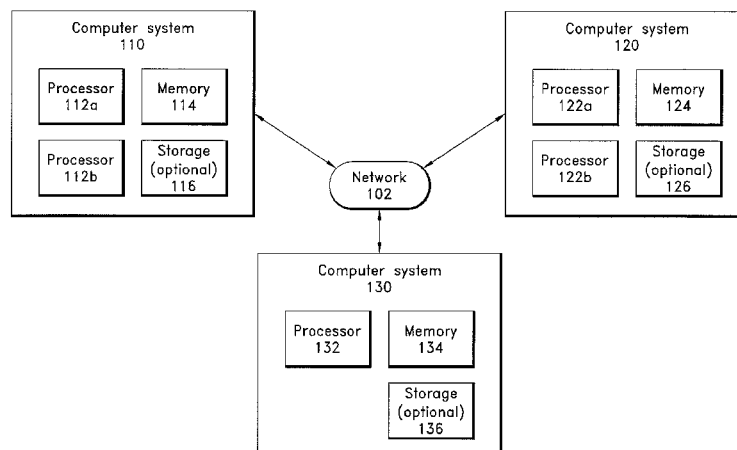 Computer system
110
Processor
112a
Memory
114
Processor
112b
Storage
(optional)
116
Computer system
120
Processor
122a
Memory
124
Processor
122b
Storage
(optional)
126
Network
102
Computer system
130
Processor
132
Memory
134
Storage
(optional)
136